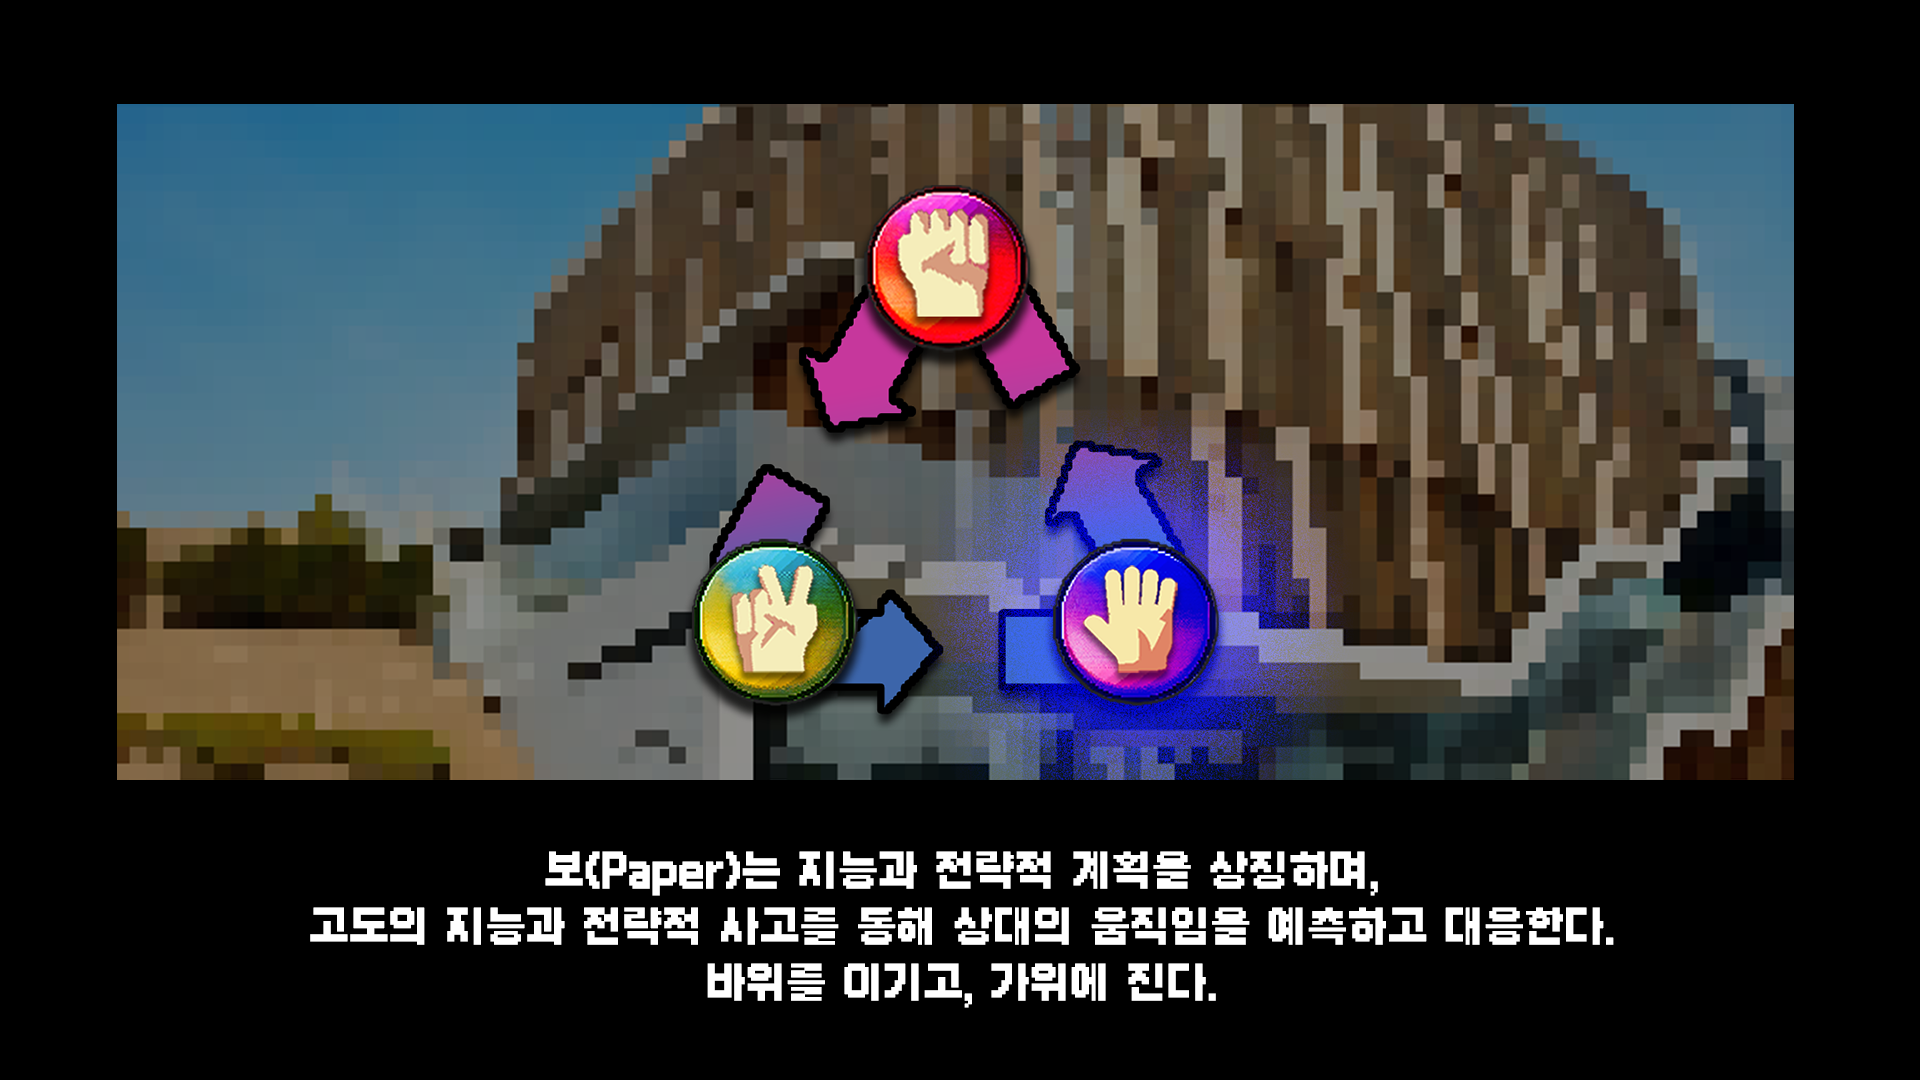 보(Paper)는 지능과 전략적 계획을 상징하며,
고도의 지능과 전략적 사고를 통해 상대의 움직임을 예측하고 대응한다.
바위를 이기고, 가위에 진다.